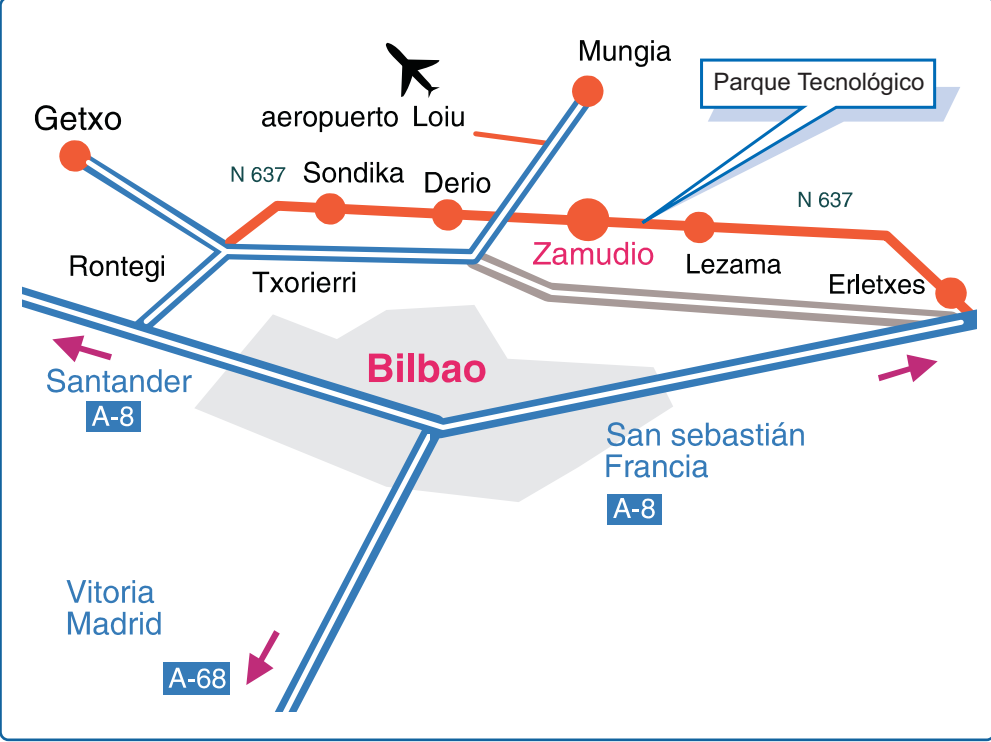 Mungia
Parque Tecnológico
Getxo
aeropuerto Loiu
N 637
Sondika
Derio
N 637
Zamudio
Lezama
Rontegi
Txorierri
Erletxes
Bilbao
Santander
A-8
San sebastián
Francia
A-8
Vitoria
Madrid
A-68